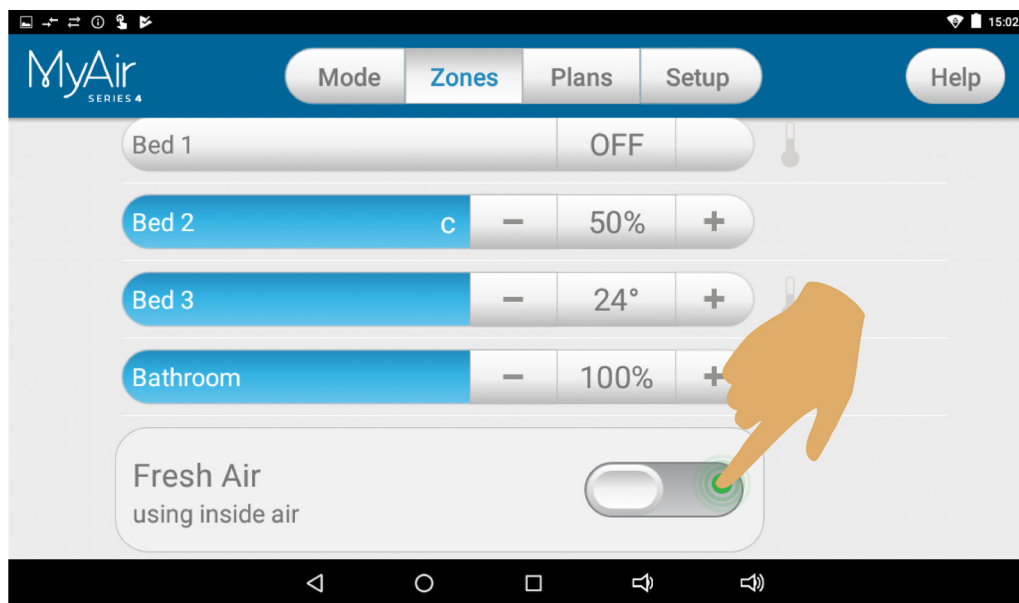 15:02
MyAir
SERIES 4
Mode Zones Plans Setup Help
Bed 1 OFF
Bed 2 c - 50% +
Bed 3 - 24° +
Bathroom - 100% +
Fresh Air
using inside air